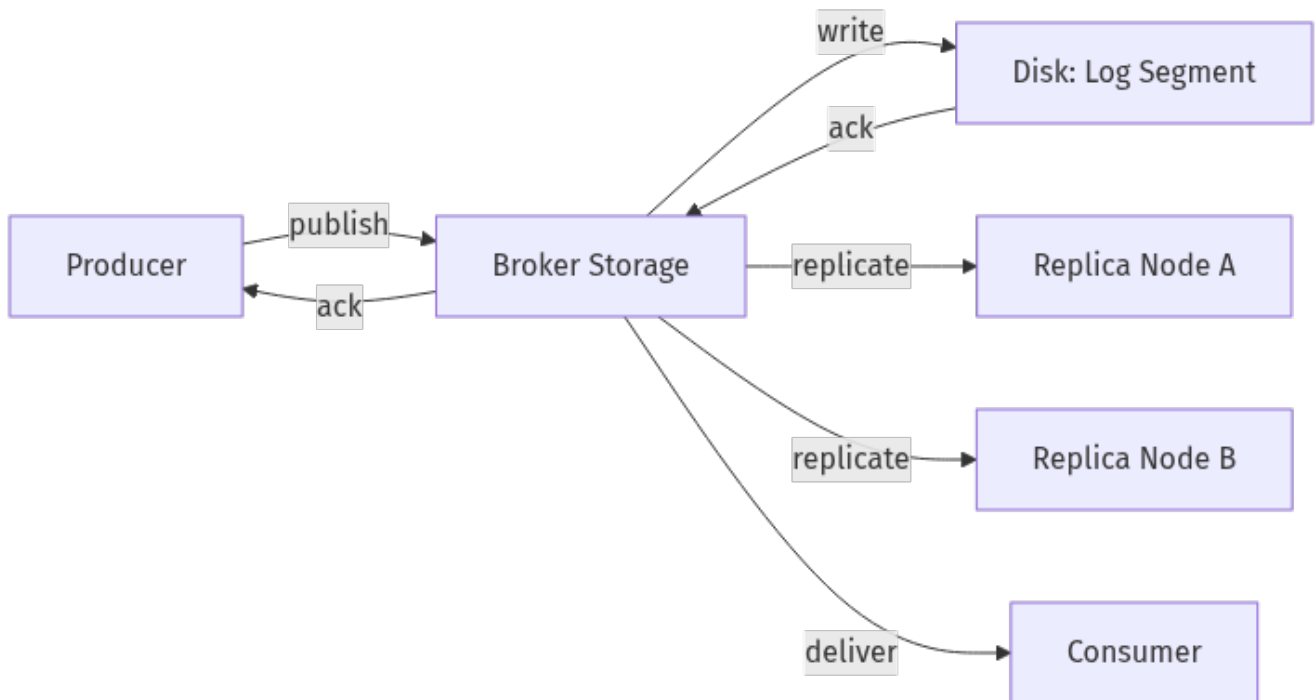 write
Disk: Log Segment
ack
publish
Producer
Broker Storage
replicate
Replica Node A
ack
replicate
Replica Node B
deliver
Consumer